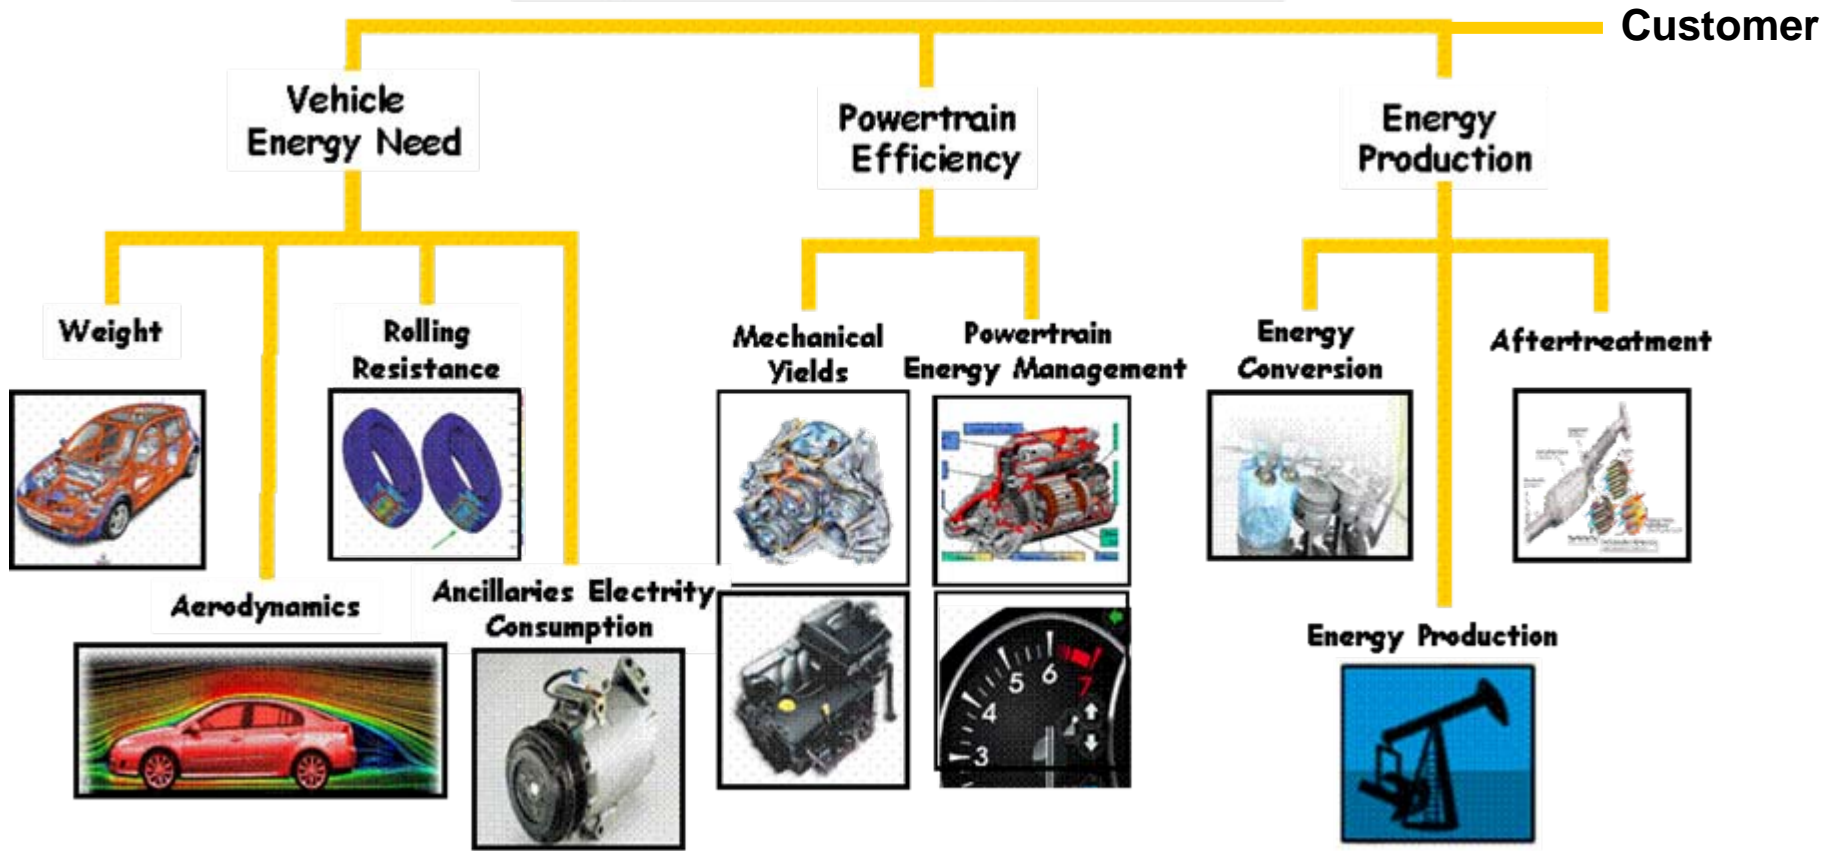 Customer
Vehicle
Energy Need
Powertrain
Efficiency
Energy
Production
Weight
Rolling
Resistance
Mechanical
Yields
Powertrain
Energy Management
Energy
Conversion
Aftertreatment
Aerodynamics
Ancillaries Electrity
Consumption
Energy Production
3
4
5
6
7